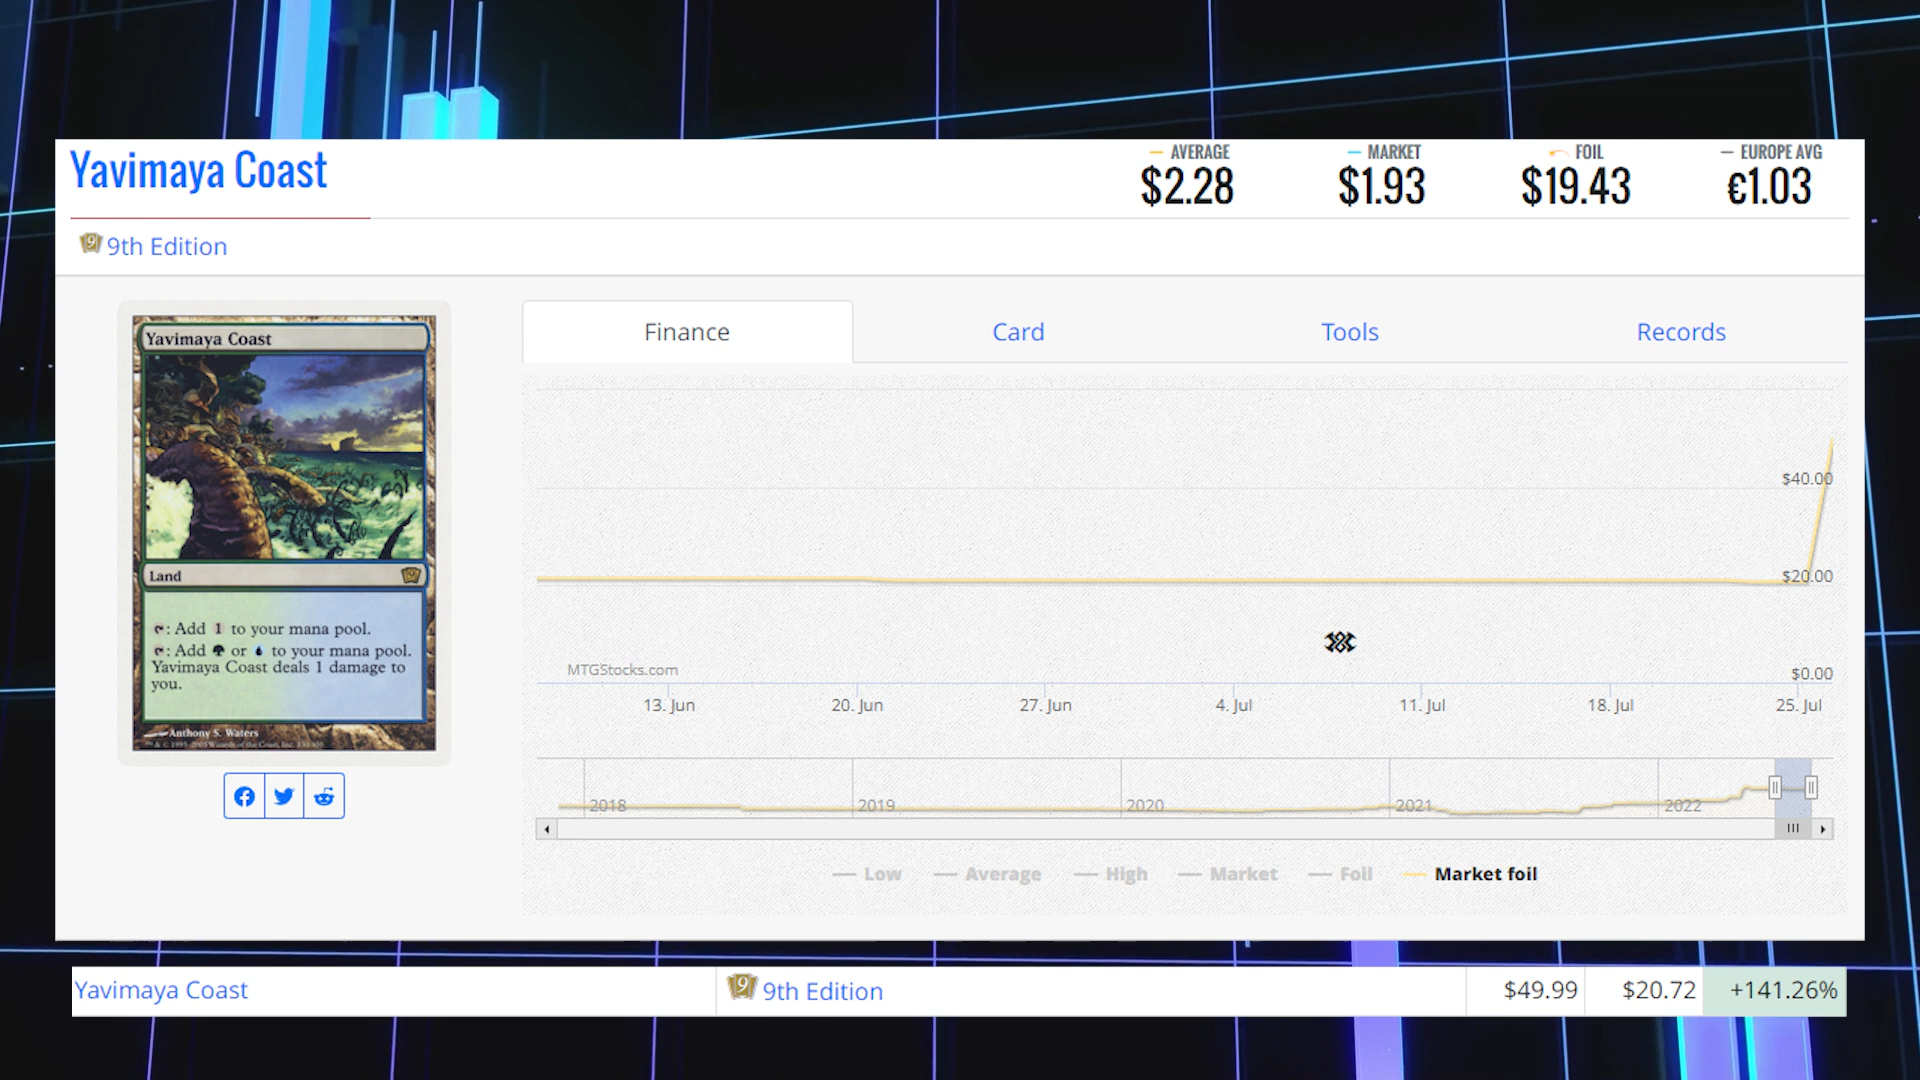 Yavimaya Coast
AVERAGE
$2.28
MARKET
$1.93
FOIL
$19.43
EUROPE AVG
€1.03
9th Edition
Yavimaya Coast
Land
: Add 1 to your mana pool.
: Add or to your mana pool.
Yavimaya Coast deals 1 damage to
you.
Anthony S. Waters
Finance
Card
Tools
Records
$40.00
$20.00
$0.00
MTGStocks.com
13. Jun
20. Jun
27. Jun
4. Jul
11. Jul
18. Jul
25. Jul
2018
2019
2020
2021
2022
Low
Average
High
Market
Foil
Market foil
Yavimaya Coast
9th Edition
$49.99
$20.72
+141.26%